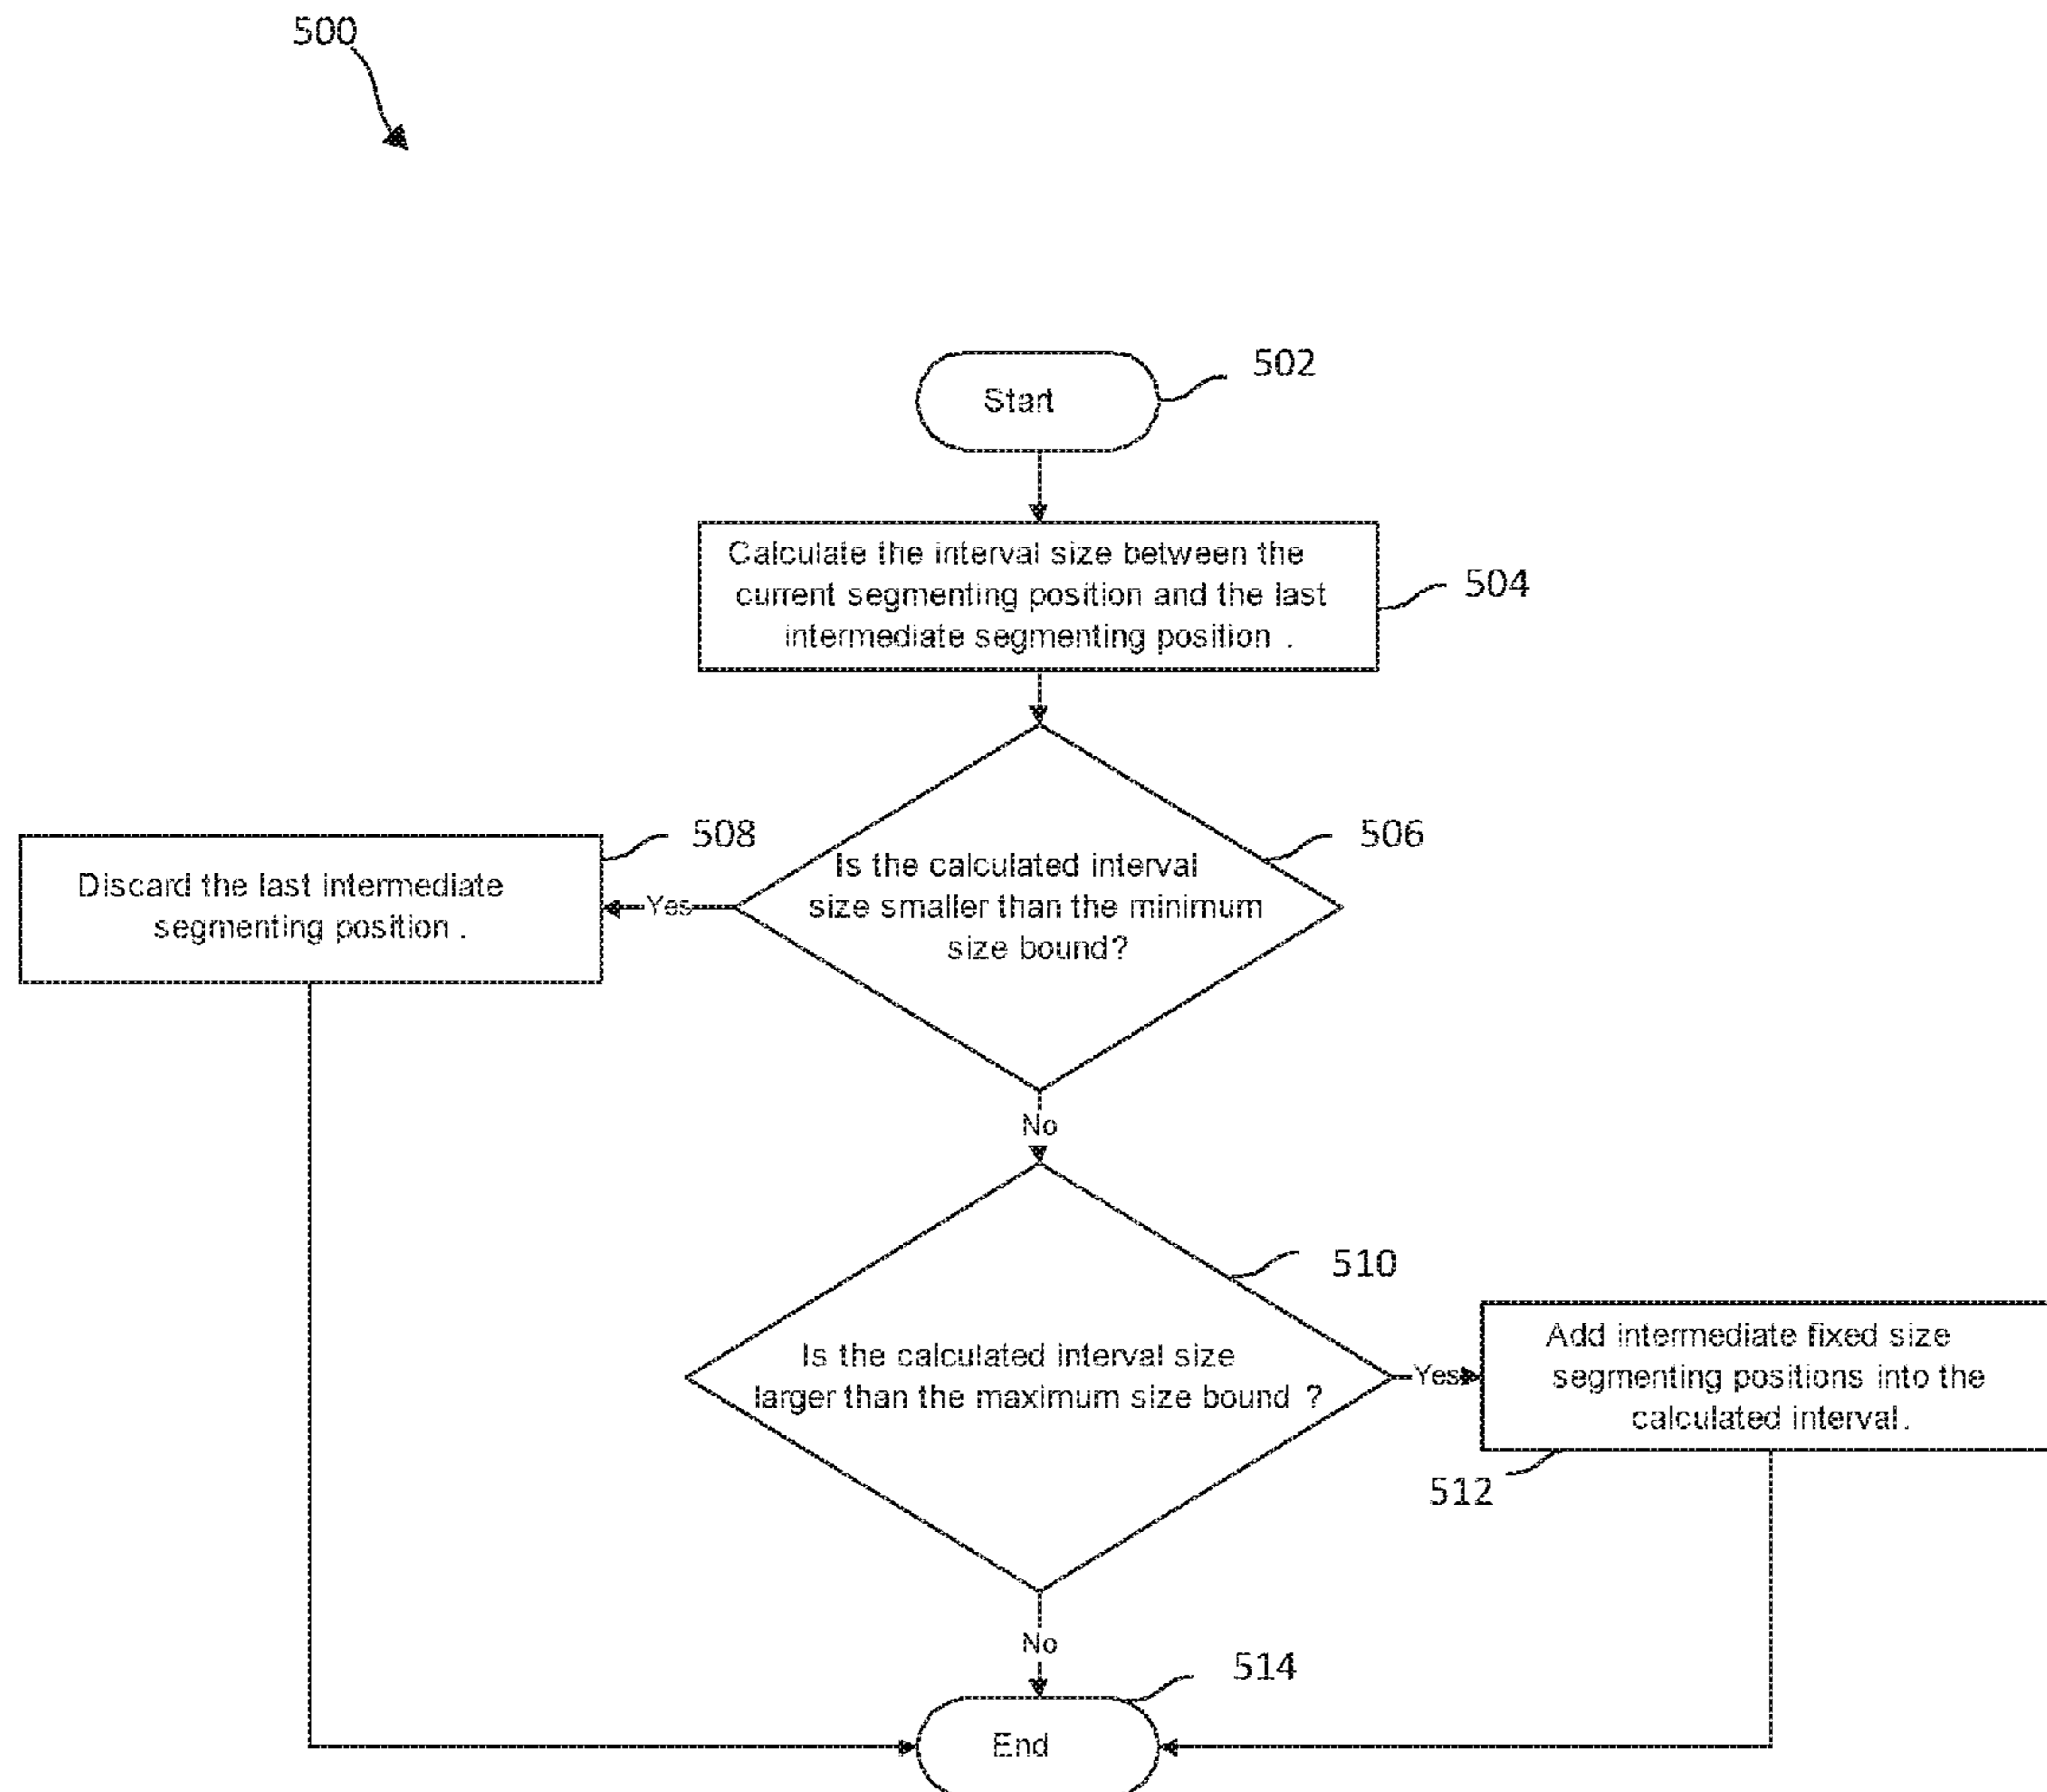 500
Start
502
Calculate the interval size between the
current segmenting position and the last
intermediate segmenting position .
504
508
Discard the last intermediate
segmenting position .
Yes
506
Is the calculated interval
size smaller than the minimum
size bound?
No
510
Is the calculated interval size
larger than the maximum size bound ?
Yes
Add intermediate fixed size
segmenting positions into the
calculated interval.
512
No
514
End